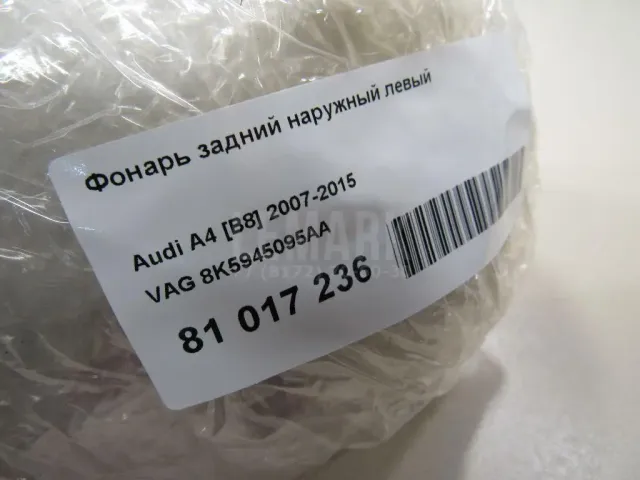 Фонарь задний наружный левый
Audi A4 [B8] 2007-2015
VAG 8K5945095AA
81 017 236